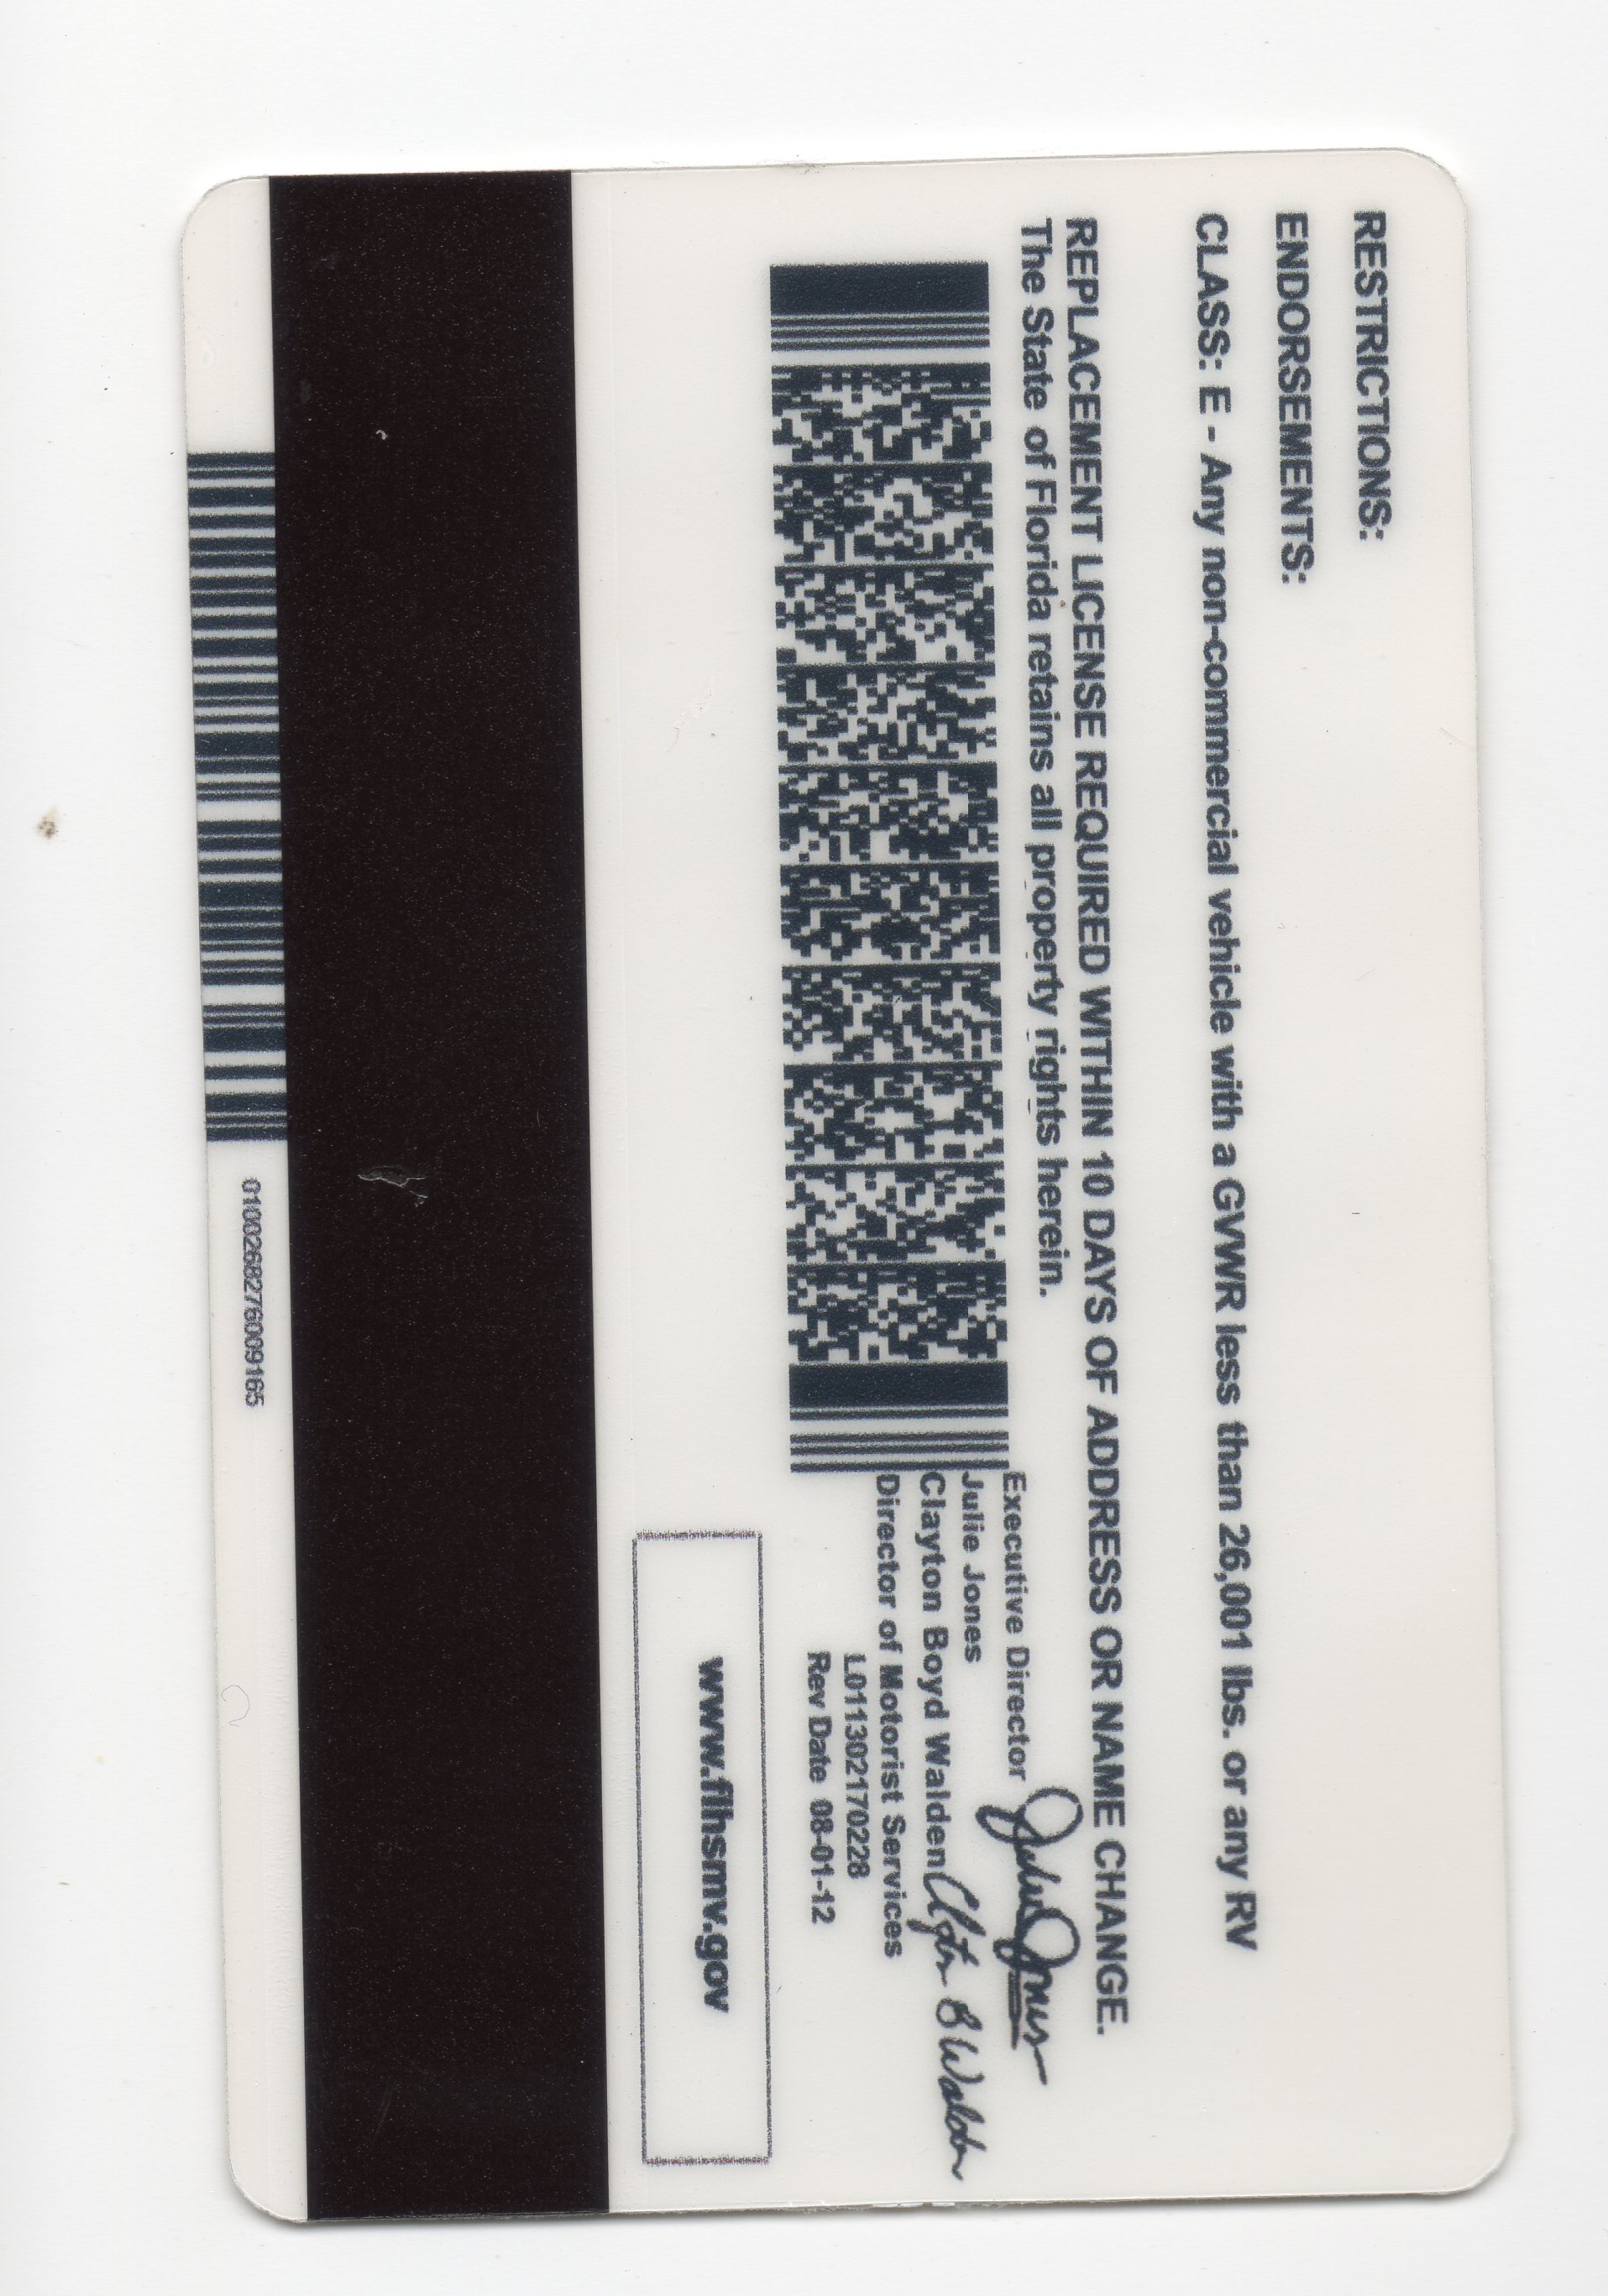 RESTRICTIONS:
ENDORSEMENTS:
CLASS: E - Any non-commercial vehicle with a GVWR less than 26,001 lbs. or any RV
REPLACEMENT LICENSE REQUIRED WITHIN 10 DAYS OF ADDRESS OR NAME CHANGE.
The State of Florida retains all property rights herein.
Executive Director Julie Jones
Julie Jones
Clayton Boyd Walden Clayton B Walden
Director of Motorist Services
L011302170228
Rev Date 08-01-12
www.flhsmv.gov
0100268276009165